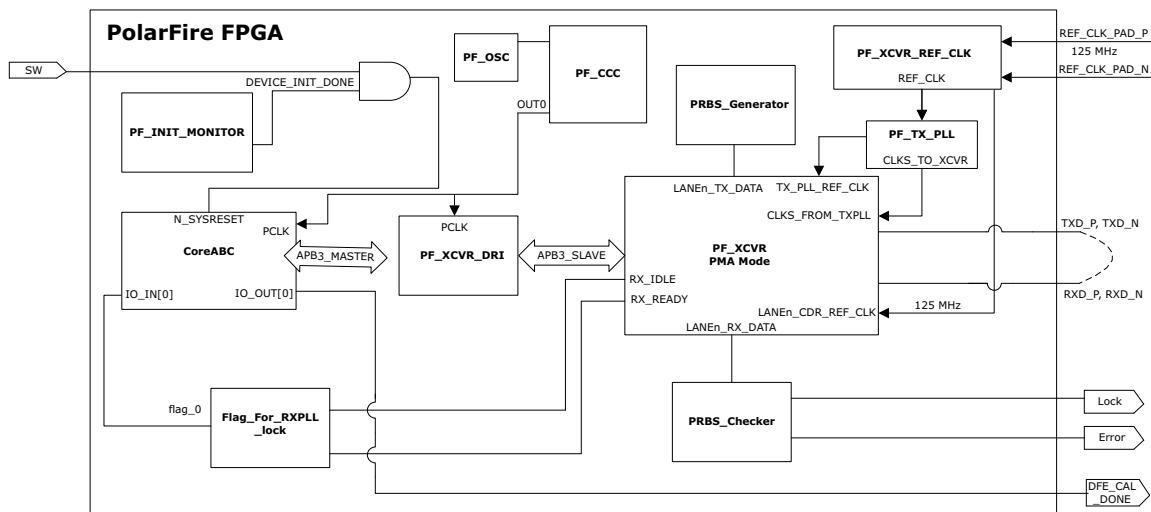 PolarFire FPGA
REF_CLK_PAD_P
125 MHz
REF_CLK_PAD_N
SW
DEVICE_INIT_DONE
PF_OSC
PF_CCC
OUT0
PF_XCVR_REF_CLK
REF_CLK
PF_INIT_MONITOR
PRBS_Generator
PF_TX_PLL
CLKS_TO_XCVR
N_SYSRESET
PCLK
CoreABC
IO_IN[0]
IO_OUT[0]
APB3_MASTER
PCLK
PF_XCVR_DRI
APB3_SLAVE
LANEn_TX_DATA
TX_PLL_REF_CLK
CLKS_FROM_TXPLL
PF_XCVR
PMA Mode
RX_IDLE
RX_READY
LANEn_CDR_REF_CLK
LANEn_RX_DATA
125 MHz
TXD_P, TXD_N
RXD_P, RXD_N
flag_0
Flag_For_RXPLL
_lock
PRBS_Checker
Lock
Error
DFE_CAL
_DONE